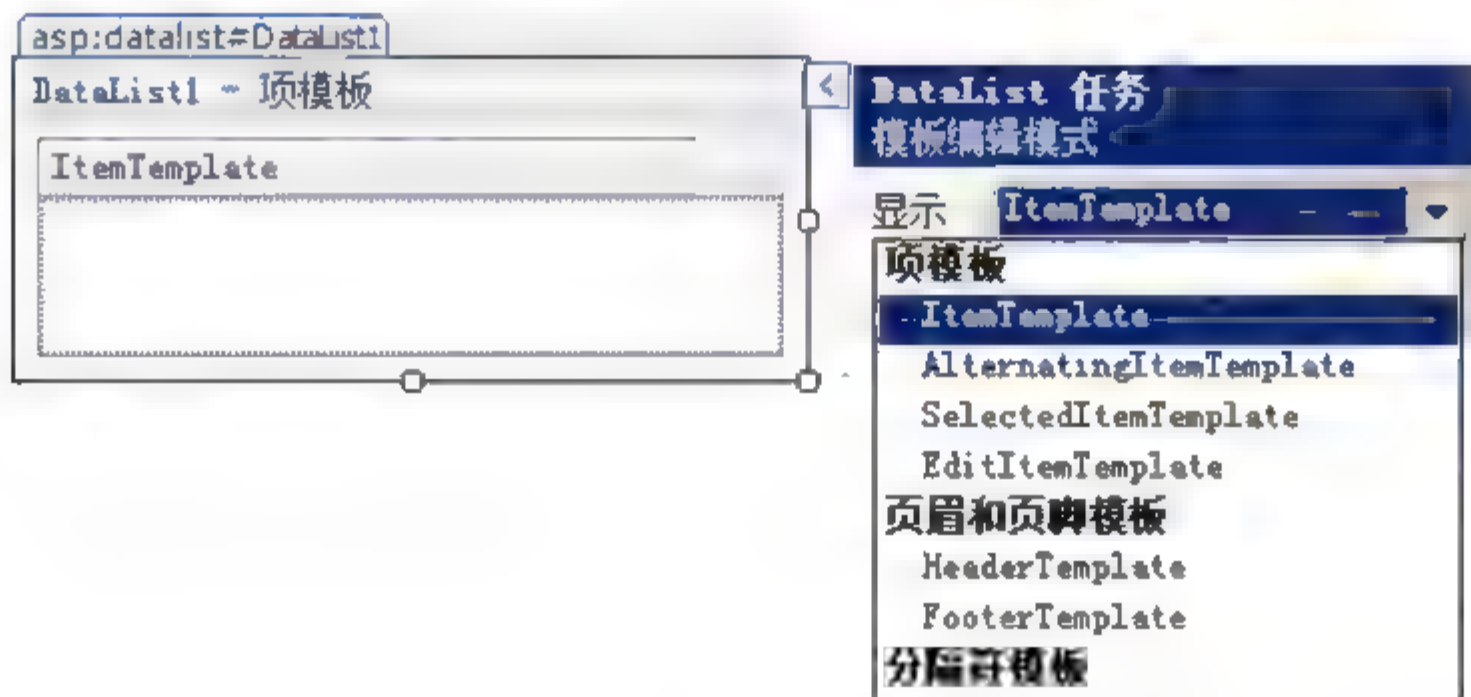 asp:datalist#DataList1
DataList1 - 项模板
ItemTemplate
DataList 任务
模板编辑模式
显示 ItemTemplate
项模板
ItemTemplate
AlternatingItemTemplate
SelectedItemTemplate
EditItemTemplate
页眉和页脚模板
HeaderTemplate
FooterTemplate
分隔符模板